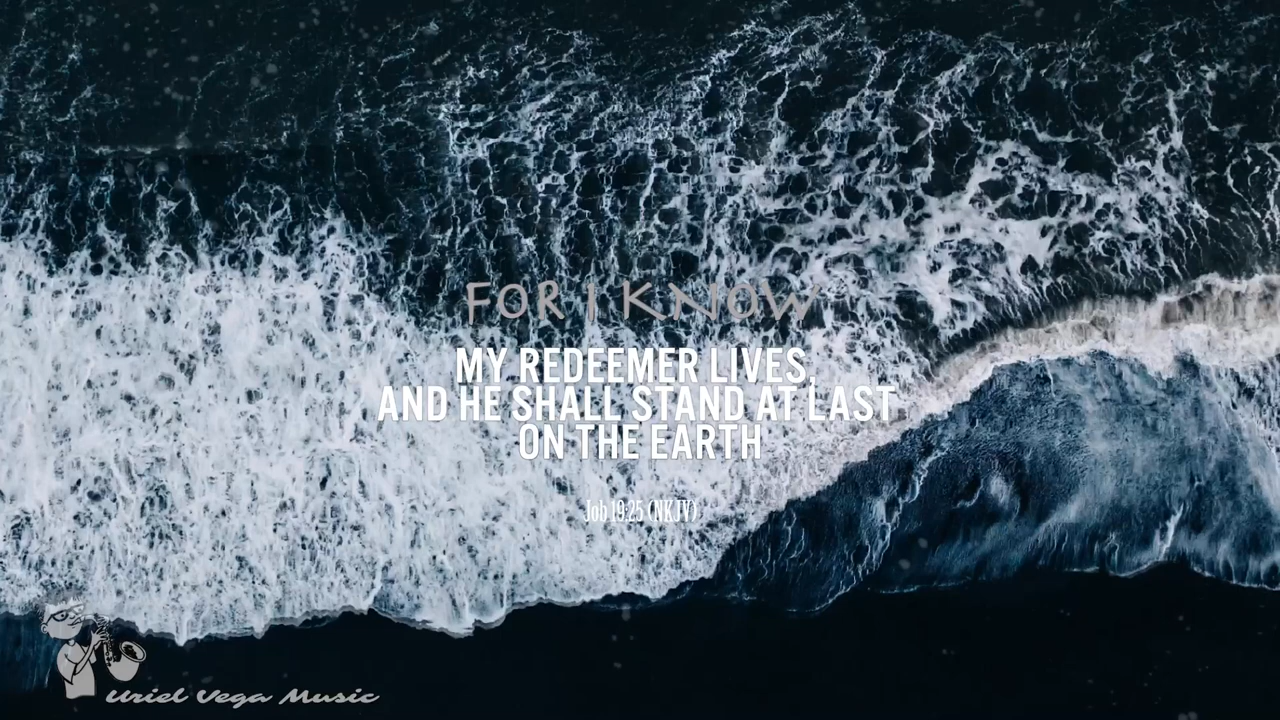 FOR I KNOW
MY REDEEMER LIVES,
AND HE SHALL STAND AT LAST
ON THE EARTH
Job 19:25 (NKJV)
Uriel Vega Music